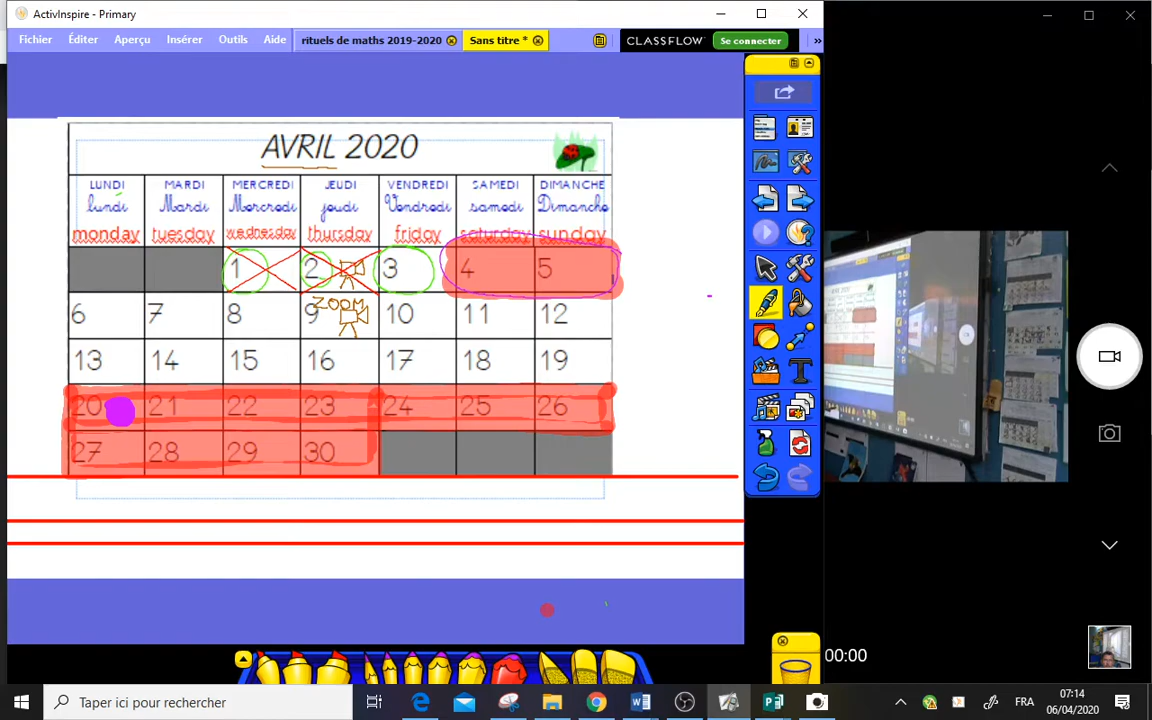 ActivInspire - Primary
Fichier Éditer Aperçu Insérer Outils Aide rituels de maths 2019-2020 Sans titre * CLASSFLOW Se connecter »
AVRIL 2020
LUNDI MARDI MERCREDI JEUDI VENDREDI SAMEDI DIMANCHE
lundi Mardi Mercredi jeudi Vendredi samedi Dimanche
monday tuesday wednesday thursday friday saturday sunday
1 2 3 4 5
ZOOM
6 7 8 9 10 11 12
13 14 15 16 17 18 19
20 21 22 23 24 25 26
27 28 29 30
00:00
Taper ici pour rechercher FRA 07:14
06/04/2020